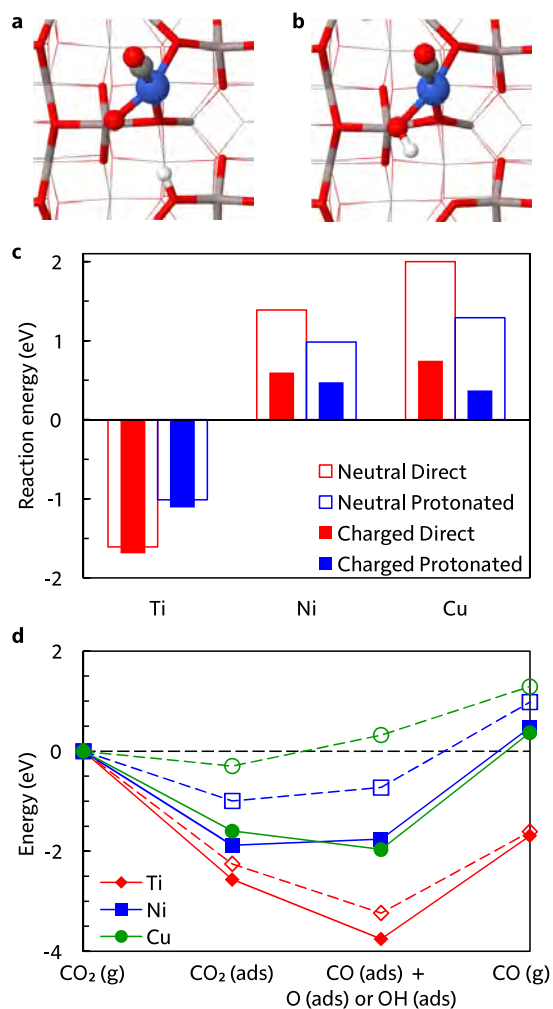 a
b
c
2
1
0
-1
-2
Reaction energy (eV)
Neutral Direct
Neutral Protonated
Charged Direct
Charged Protonated
Ti
Ni
Cu
d
2
0
-2
-4
Energy (eV)
Ti
Ni
Cu
CO₂ (g)
CO₂ (ads)
CO (ads) +
O (ads) or OH (ads)
CO (g)